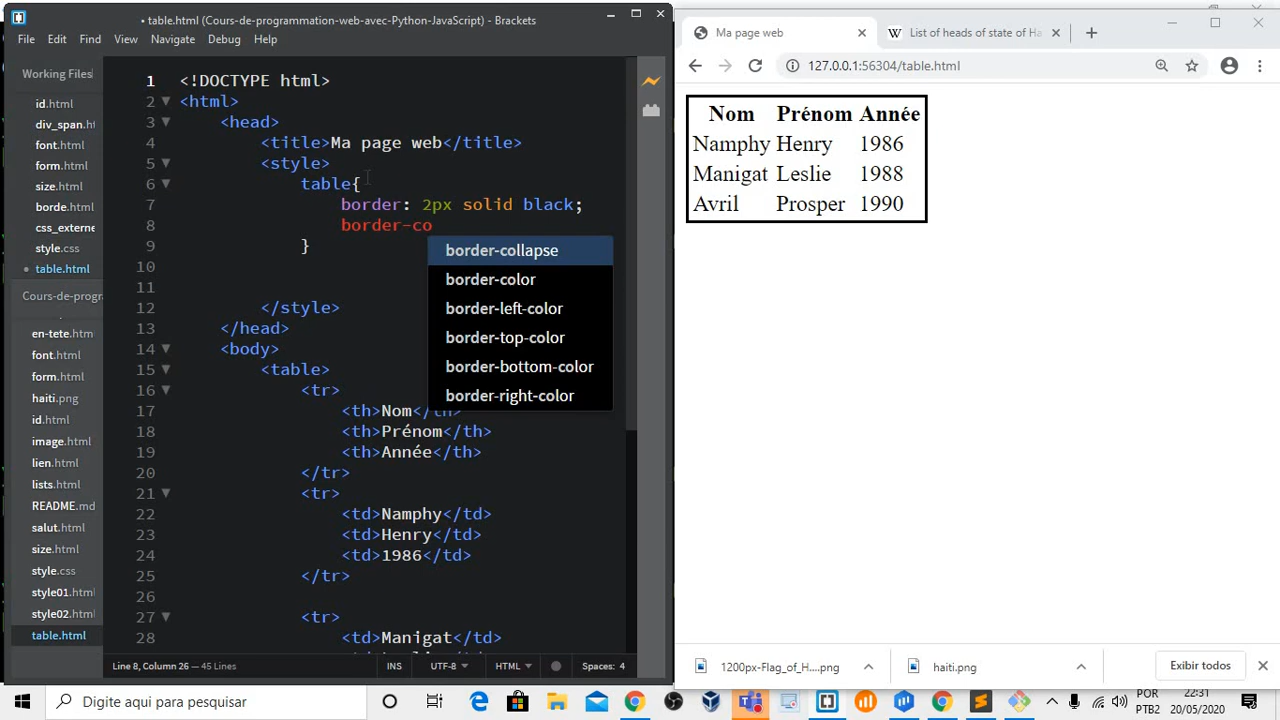 • table.html (Cours-de-programmation-web-avec-Python-JavaScript) - Brackets
File Edit Find View Navigate Debug Help
Working Files
id.html
div_span.ht
font.html
form.html
size.html
borde.html
css_externe
style.css
• table.html
Cours-de-progra
en-tete.htm
font.html
form.html
haiti.png
id.html
image.html
lien.html
lists.html
README.md
salut.html
size.html
style.css
style01.html
style02.html
table.html
1 <!DOCTYPE html>
2 <html>
3 <head>
4 <title>Ma page web</title>
5 <style>
6 table{
7 border: 2px solid black;
8 border-co
9 }
10
11
12 </style>
13 </head>
14 <body>
15 <table>
16 <tr>
17 <th>Nom</th>
18 <th>Prénom</th>
19 <th>Année</th>
20 </tr>
21 <tr>
22 <td>Namphy</td>
23 <td>Henry</td>
24 <td>1986</td>
25 </tr>
26
27 <tr>
28 <td>Manigat</td>
border-collapse
border-color
border-left-color
border-top-color
border-bottom-color
border-right-color
Line 8, Column 26 — 45 Lines
INS UTF-8 HTML Spaces: 4
Ma page web
List of heads of state of Ha
127.0.0.1:56304/table.html
Nom Prénom Année
Namphy Henry 1986
Manigat Leslie 1988
Avril Prosper 1990
1200px-Flag_of_H....png
haiti.png
Exibir todos
Digite aqui para pesquisar
POR
PTB2
22:31
20/05/2020